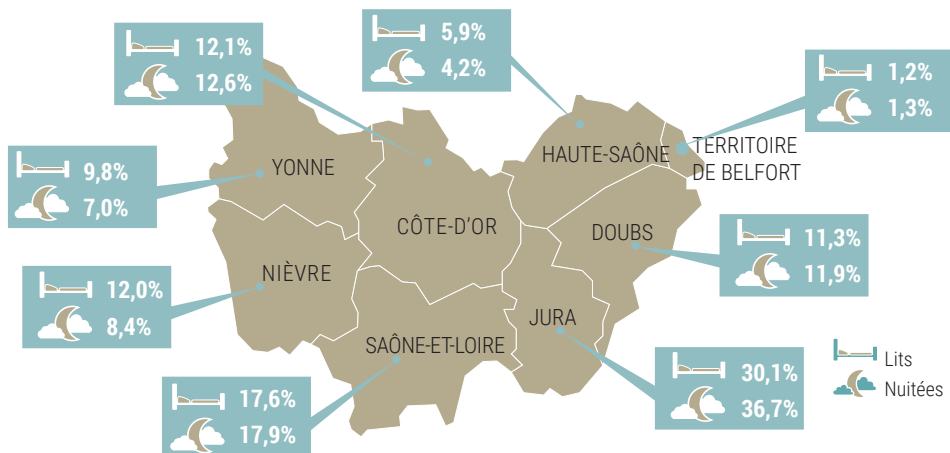 12,1%
12,6%
5,9%
4,2%
1,2%
1,3%
HAUTE-SAÔNE
TERRITOIRE
DE BELFORT
YONNE
9,8%
7,0%
CÔTE-D'OR
DOUBS
11,3%
11,9%
NIÈVRE
12,0%
8,4%
JURA
SAÔNE-ET-LOIRE
30,1%
36,7%
17,6%
17,9%
Lits
Nuitées